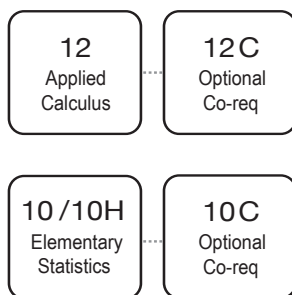 12
Applied
Calculus
12C
Optional
Co-req
10/10H
Elementary
Statistics
10C
Optional
Co-req